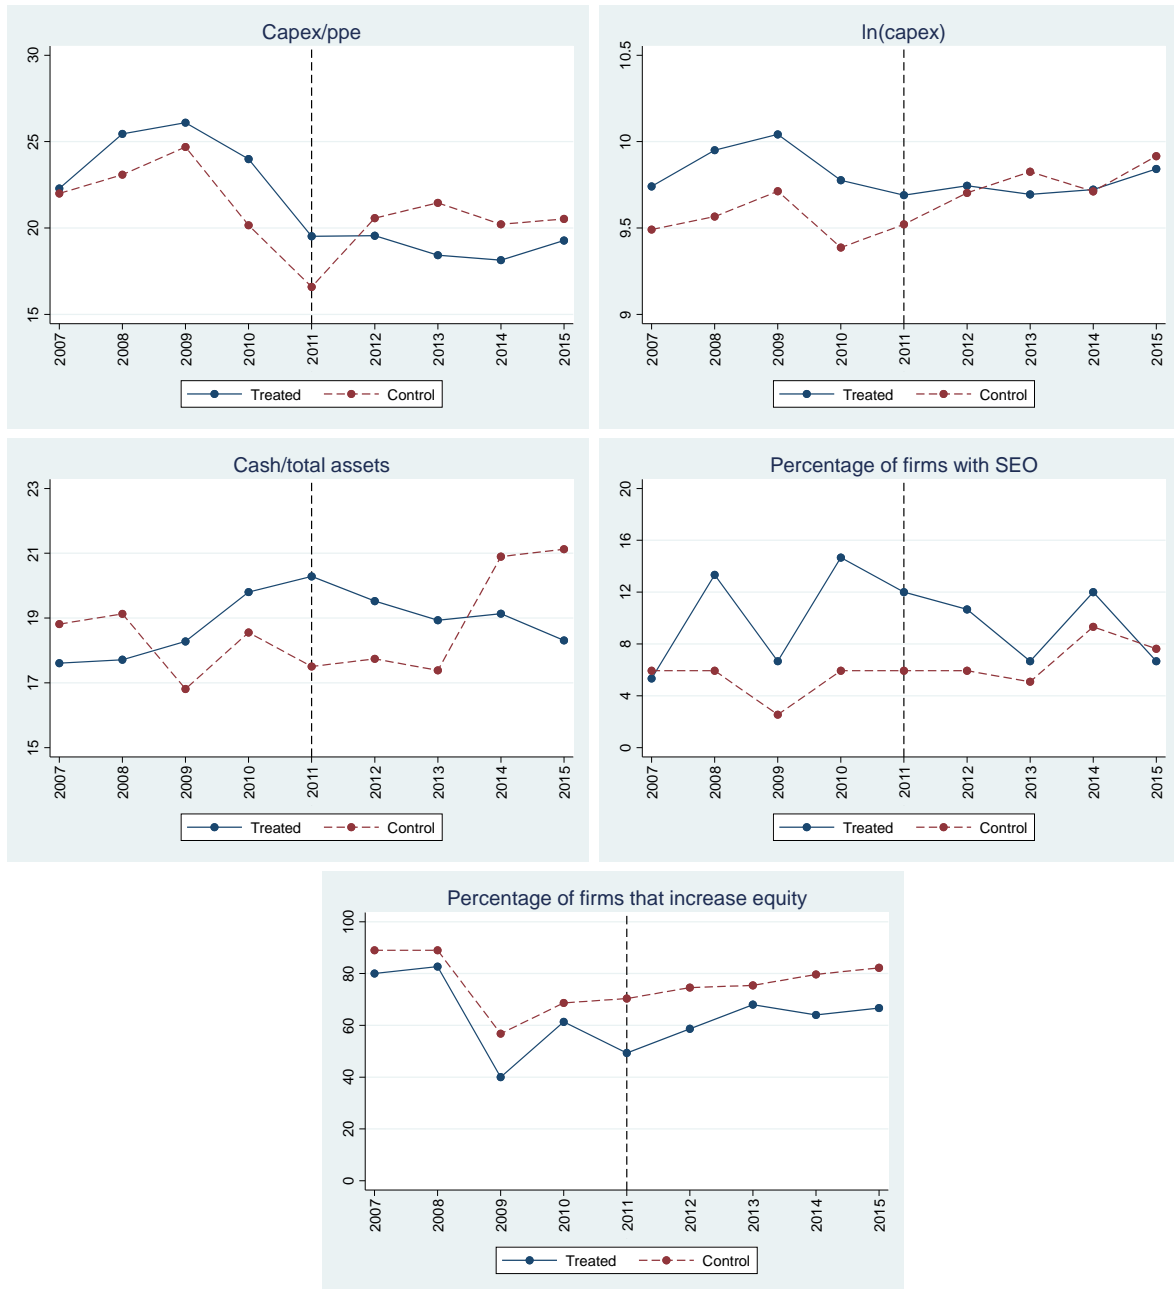 Capex/ppe
30
25
20
15
2007 2008 2009 2010 2011 2012 2013 2014 2015
Treated Control
ln(capex)
10.5
10
9.5
9
2007 2008 2009 2010 2011 2012 2013 2014 2015
Treated Control
Cash/total assets
23
21
19
17
15
2007 2008 2009 2010 2011 2012 2013 2014 2015
Treated Control
Percentage of firms with SEO
20
16
12
8
4
0
2007 2008 2009 2010 2011 2012 2013 2014 2015
Treated Control
Percentage of firms that increase equity
100
80
60
40
20
0
2007 2008 2009 2010 2011 2012 2013 2014 2015
Treated Control